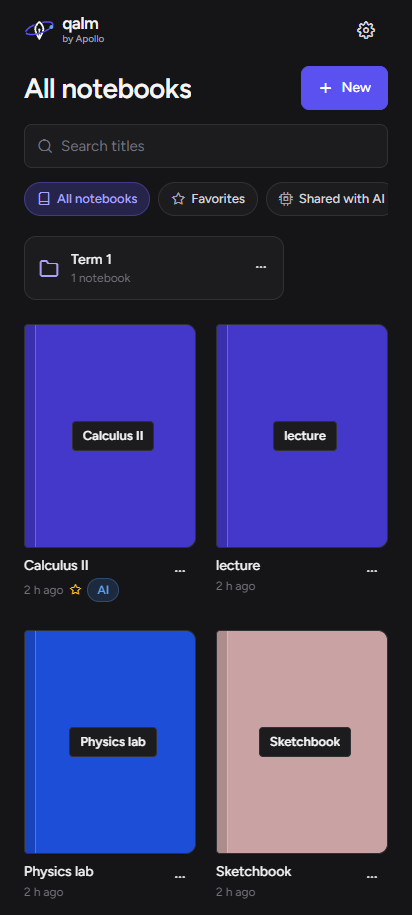 qalm
by Apollo
All notebooks
+ New
Search titles
All notebooks
Favorites
Shared with AI
Term 1
1 notebook
...
Calculus II
lecture
Calculus II
...
2 h ago
AI
lecture
...
2 h ago
Physics lab
Sketchbook
Physics lab
...
2 h ago
Sketchbook
...
2 h ago